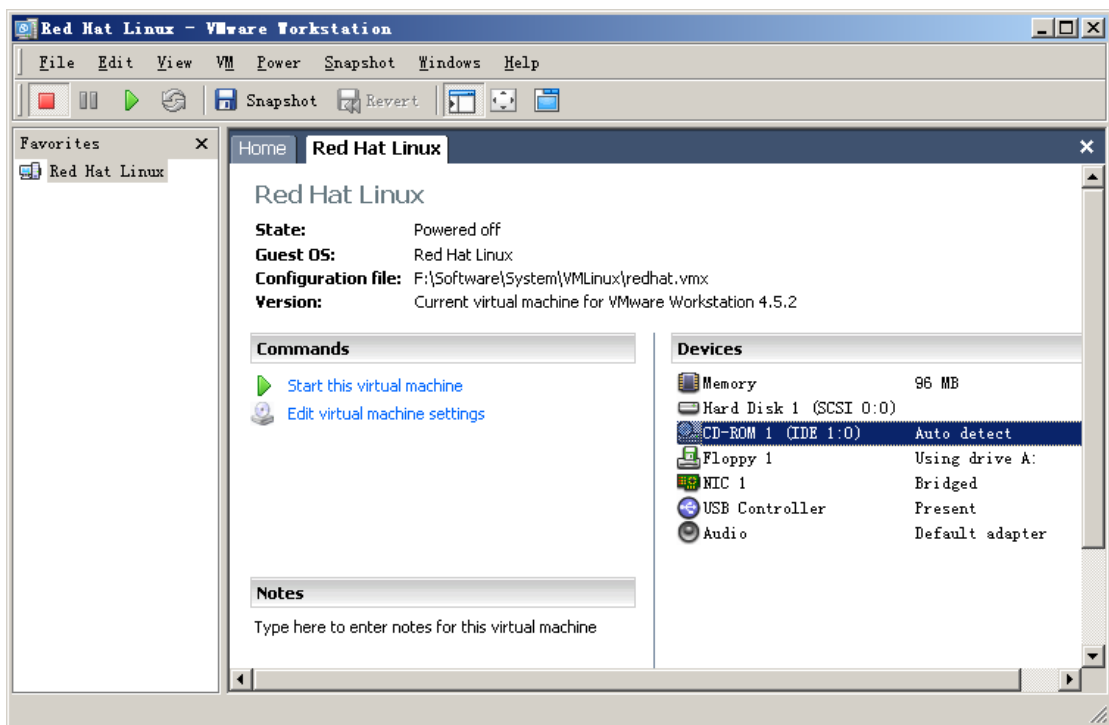 Red Hat Linux - VMware Workstation
File Edit View VM Power Snapshot Windows Help
Snapshot Revert
Favorites
Red Hat Linux
Home Red Hat Linux
Red Hat Linux
State: Powered off
Guest OS: Red Hat Linux
Configuration file: F:\Software\System\VMLinux\redhat.vmx
Version: Current virtual machine for VMware Workstation 4.5.2
Commands
Start this virtual machine
Edit virtual machine settings
Notes
Type here to enter notes for this virtual machine
Devices
Memory 96 MB
Hard Disk 1 (SCSI 0:0)
CD-ROM 1 (IDE 1:0) Auto detect
Floppy 1 Using drive A:
NIC 1 Bridged
USB Controller Present
Audio Default adapter